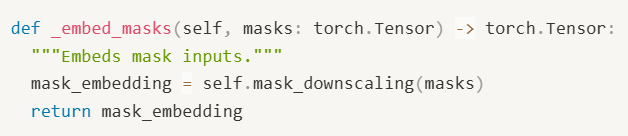 def _embed_masks(self, masks: torch.Tensor) -> torch.Tensor:
"""Embeds mask inputs."""
mask_embedding = self.mask_downscaling(masks)
return mask_embedding